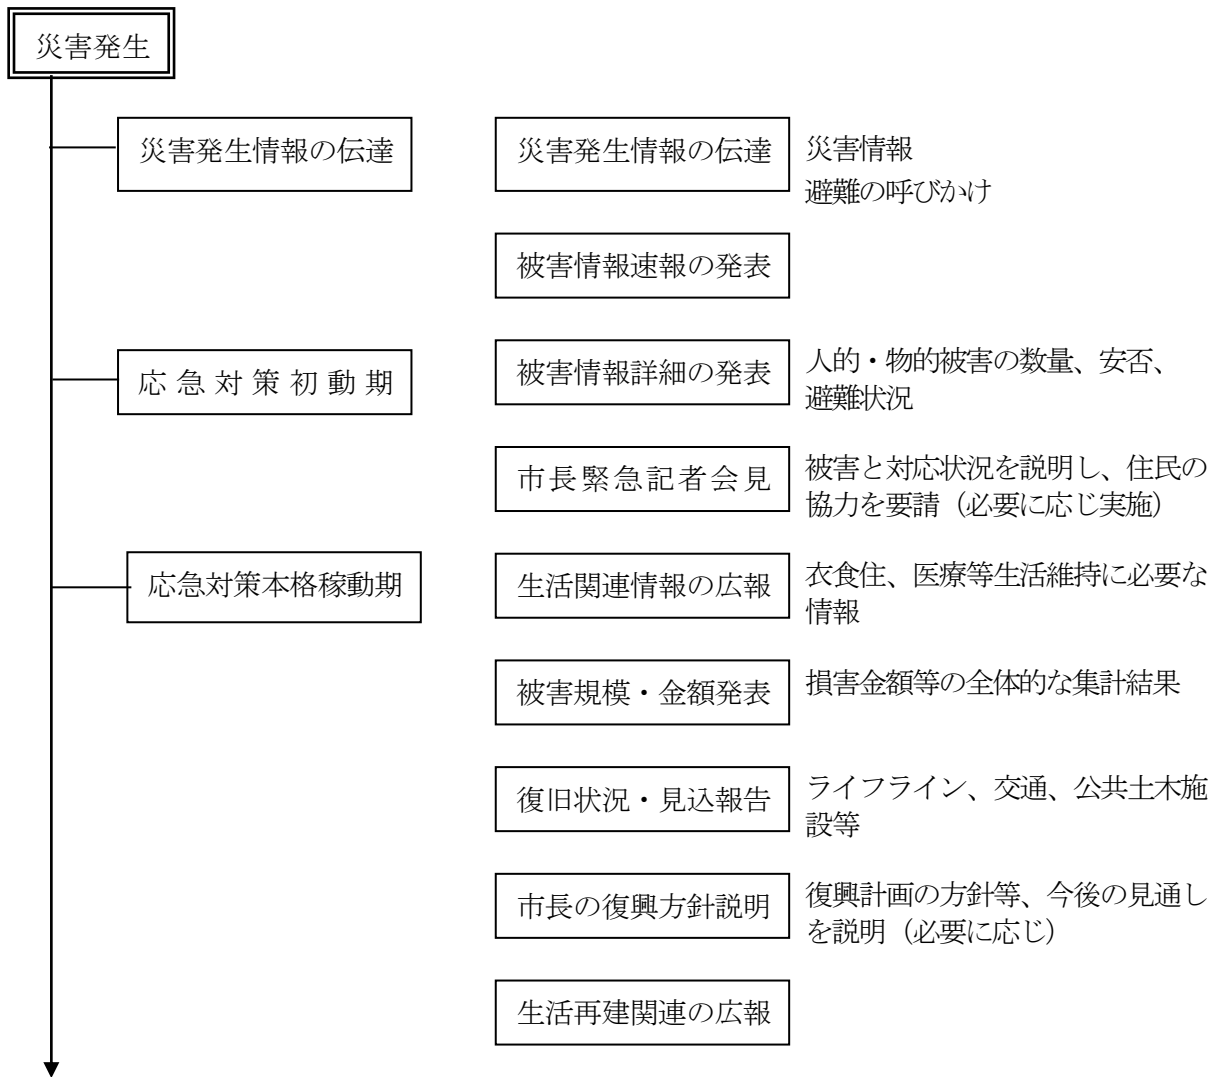 災害発生
災害発生情報の伝達
災害発生情報の伝達
災害情報
避難の呼びかけ
被害情報速報の発表
応急対策初動期
被害情報詳細の発表
人的・物的被害の数量、安否、
避難状況
市長緊急記者会見
被害と対応状況を説明し、住民の
協力を要請（必要に応じ実施）
応急対策本格稼動期
生活関連情報の広報
衣食住、医療等生活維持に必要な
情報
被害規模・金額発表
損害金額等の全体的な集計結果
復旧状況・見込報告
ライフライン、交通、公共土木施
設等
市長の復興方針説明
復興計画の方針等、今後の見通し
を説明（必要に応じ）
生活再建関連の広報